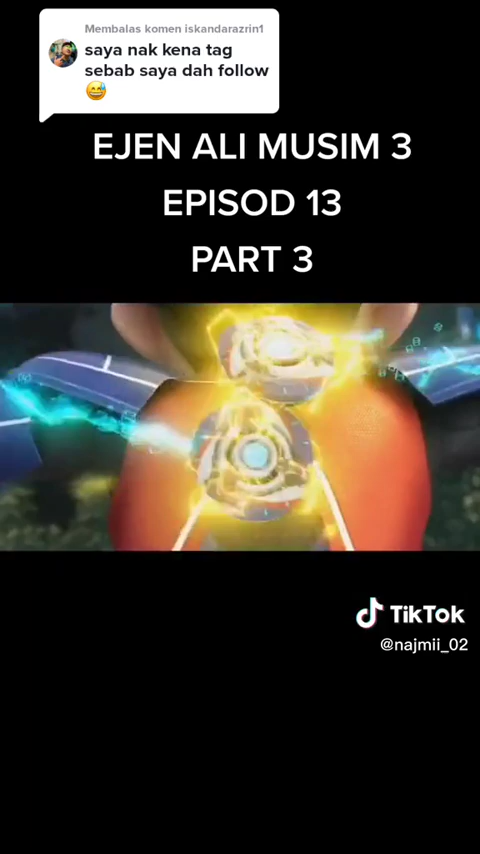 Membalas komen iskandarazrin1
saya nak kena tag
sebab saya dah follow
😅
EJEN ALI MUSIM 3
EPISOD 13
PART 3
TikTok
@najmii_02